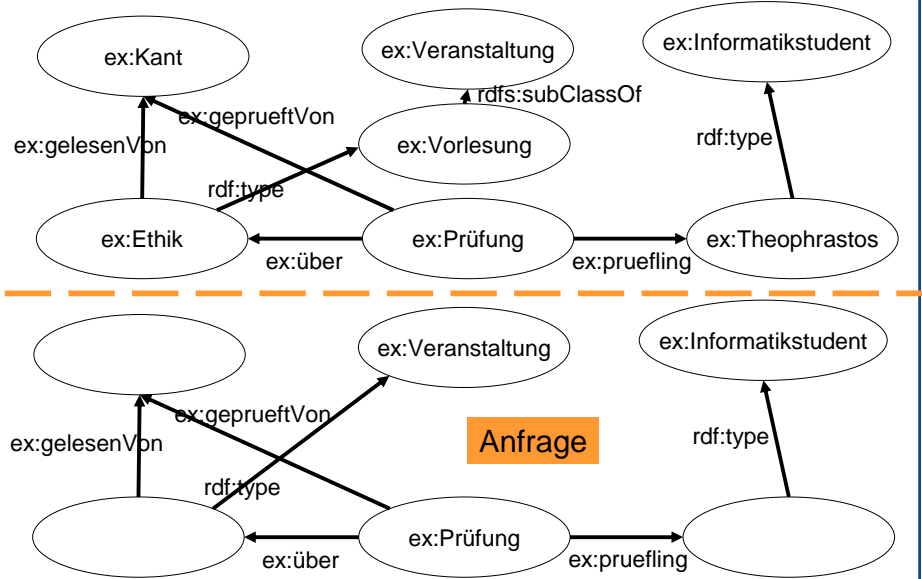 ex:Kant
ex:Veranstaltung
ex:Informatikstudent
rdfs:subClassOf
ex:geprueftVon
ex:gelesenVon
ex:Vorlesung
rdf:type
rdf:type
ex:Ethik
ex:Prüfung
ex:Theophrastos
ex:über
ex:pruefling
ex:Veranstaltung
ex:Informatikstudent
ex:geprueftVon
ex:gelesenVon
Anfrage
rdf:type
rdf:type
ex:Prüfung
ex:über
ex:pruefling